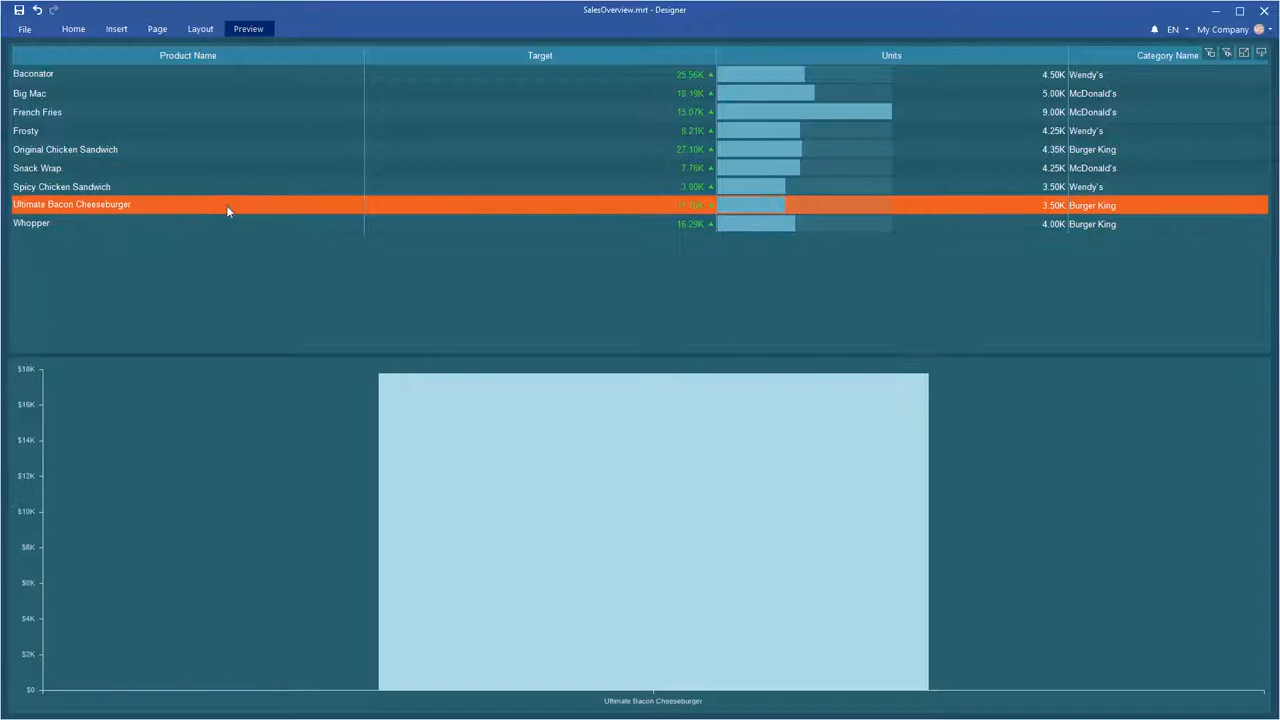 SalesOverview.mrt - Designer
File Home Insert Page Layout Preview EN My Company
Product Name Target Units Category Name
Baconator 25.56K 4.50K Wendy's
Big Mac 18.19K 5.00K McDonald's
French Fries 15.07K 9.00K McDonald's
Frosty 8.21K 4.25K Wendy's
Original Chicken Sandwich 27.10K 4.35K Burger King
Snack Wrap 7.76K 4.25K McDonald's
Spicy Chicken Sandwich 3.00K 3.50K Wendy's
Ultimate Bacon Cheeseburger 3.50K Burger King
Whopper 16.29K 4.00K Burger King
$18K
$16K
$14K
$12K
$10K
$8K
$6K
$4K
$2K
$0
Ultimate Bacon Cheeseburger